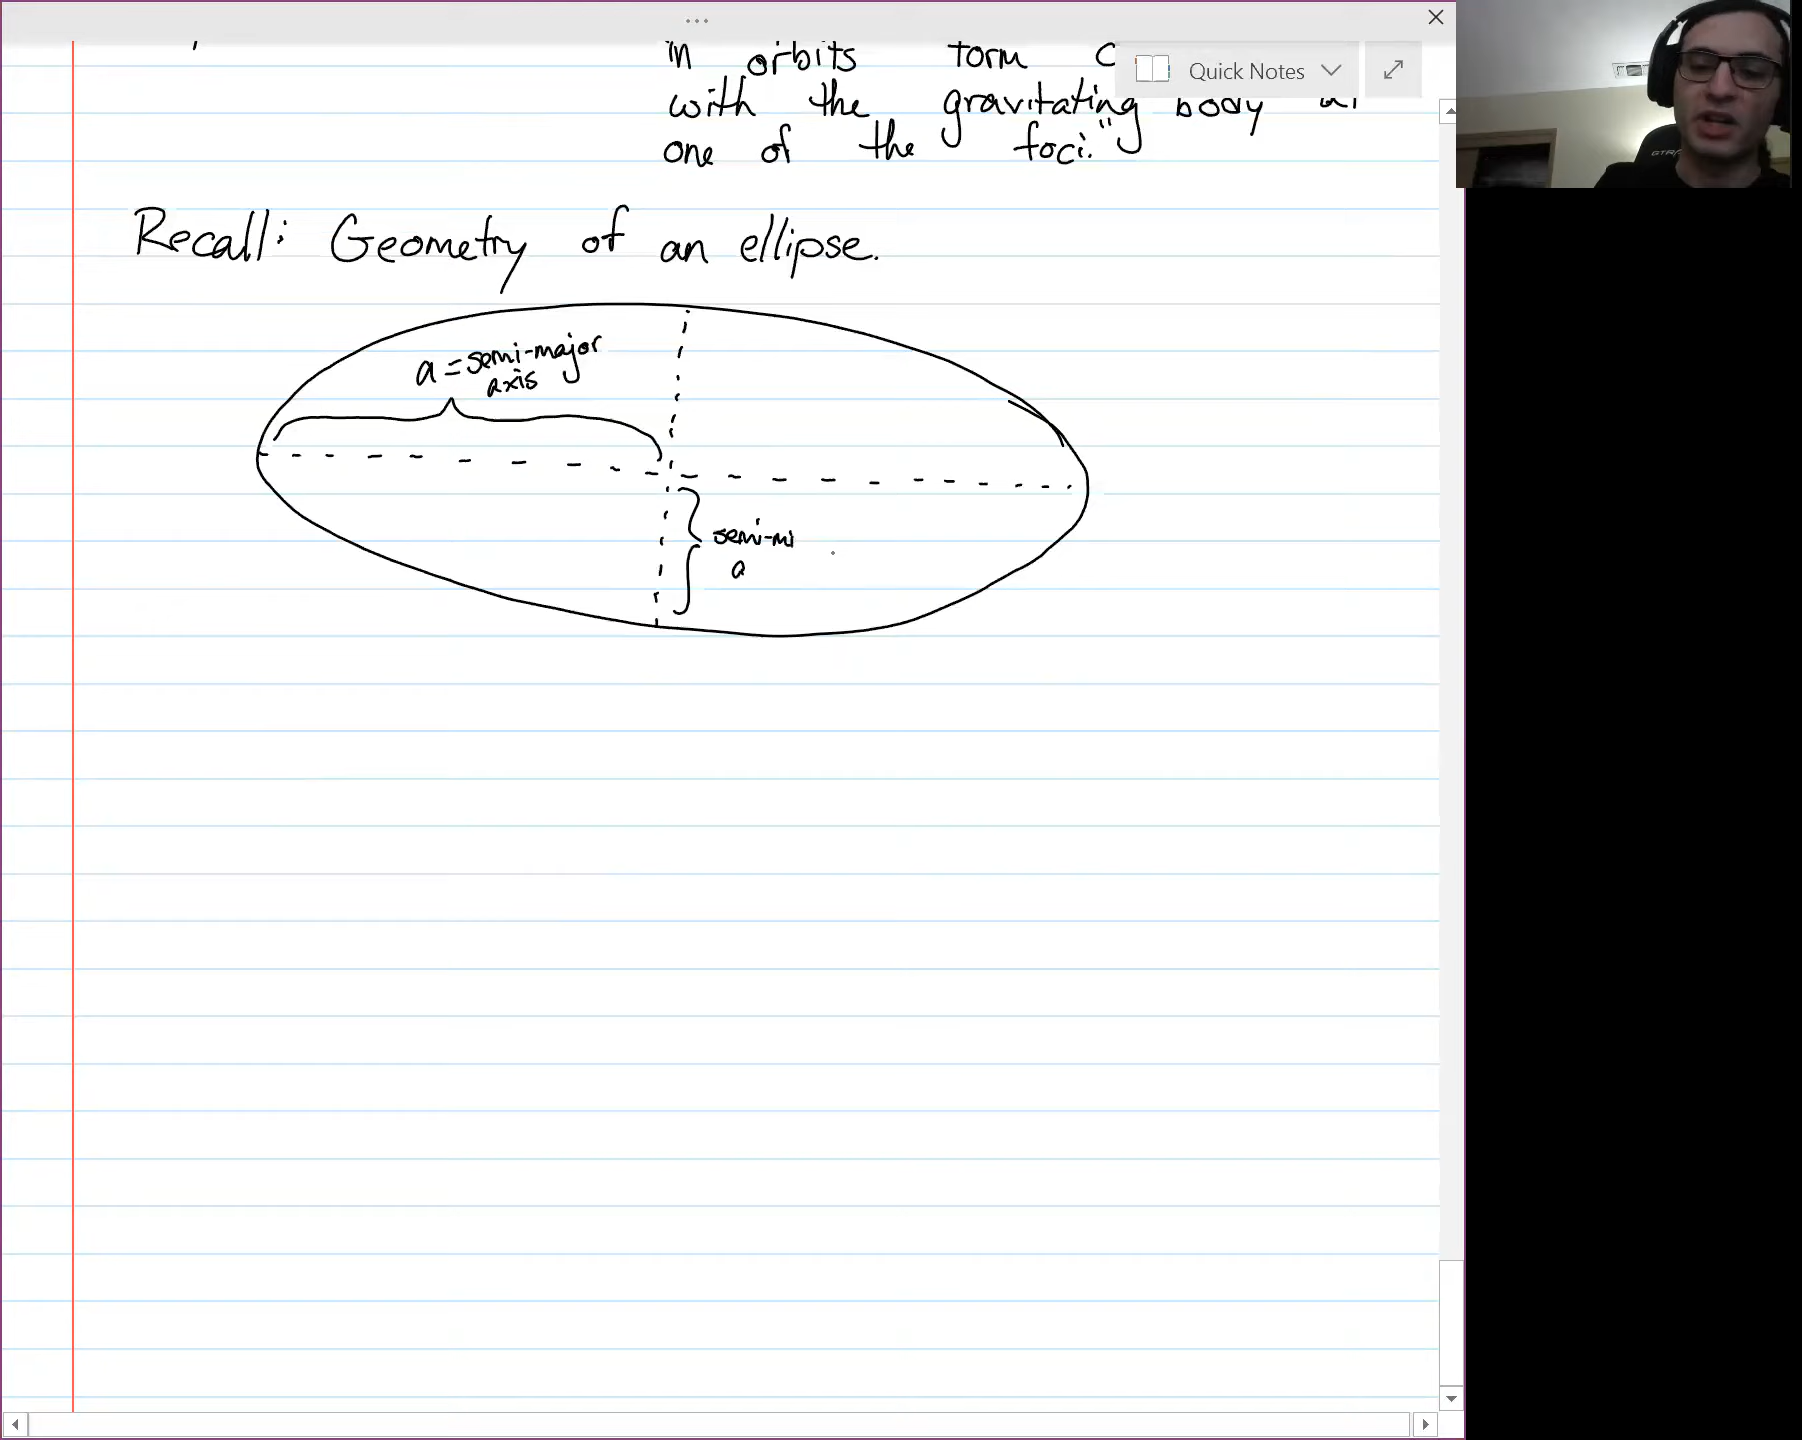 in orbits form
Quick Notes
with the gravitating body
one of the foci."
Recall: Geometry of an ellipse.
a = semi-major
axis
semi-mi
a